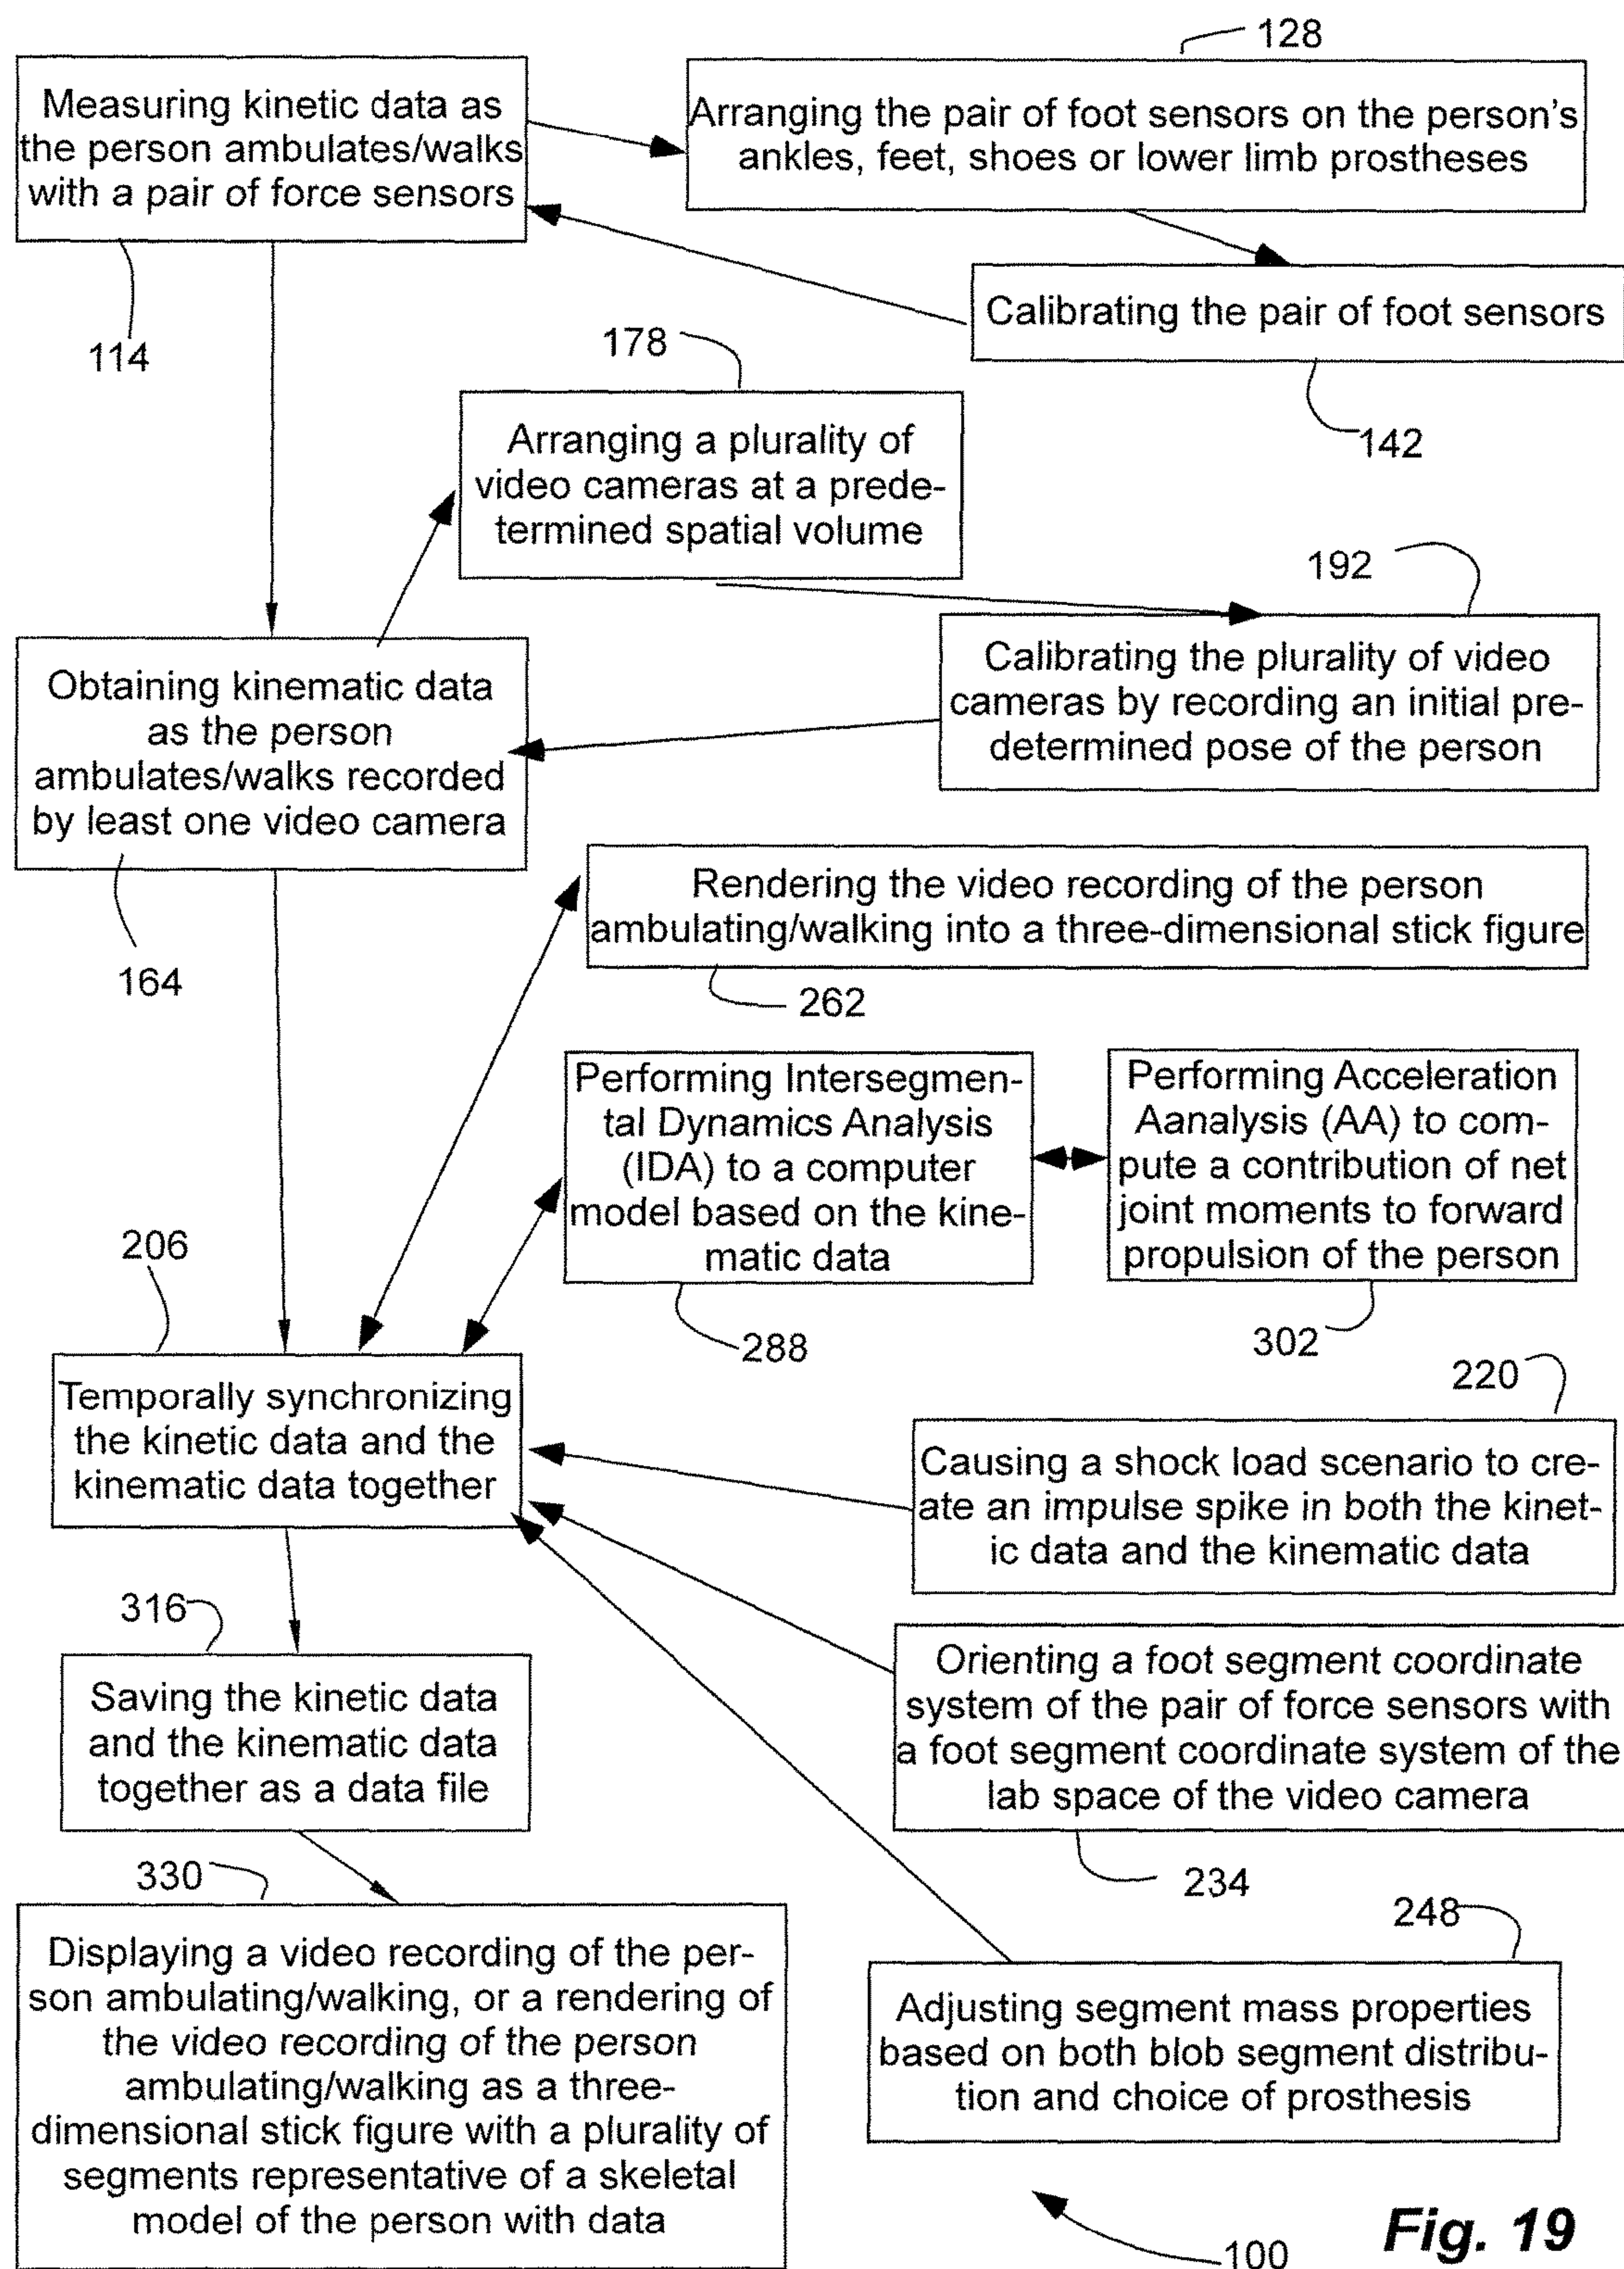 128
Measuring kinetic data as
the person ambulates/walks
with a pair of force sensors
Arranging the pair of foot sensors on the person's
ankles, feet, shoes or lower limb prostheses
114
Calibrating the pair of foot sensors
142
178
Arranging a plurality of
video cameras at a prede-
termined spatial volume
192
Calibrating the plurality of video
cameras by recording an initial pre-
determined pose of the person
Obtaining kinematic data
as the person
ambulates/walks recorded
by least one video camera
164
Rendering the video recording of the person
ambulating/walking into a three-dimensional stick figure
262
Performing Intersegmen-
tal Dynamics Analysis
(IDA) to a computer
model based on the kine-
matic data
288
Performing Acceleration
Aanalysis (AA) to com-
pute a contribution of net
joint moments to forward
propulsion of the person
302
206
Temporally synchronizing
the kinetic data and the
kinematic data together
220
Causing a shock load scenario to cre-
ate an impulse spike in both the kinet-
ic data and the kinematic data
316
Saving the kinetic data
and the kinematic data
together as a data file
Orienting a foot segment coordinate
system of the pair of force sensors with
a foot segment coordinate system of the
lab space of the video camera
234
330
Displaying a video recording of the per-
son ambulating/walking, or a rendering of
the video recording of the person
ambulating/walking as a three-
dimensional stick figure with a plurality of
segments representative of a skeletal
model of the person with data
248
Adjusting segment mass properties
based on both blob segment distribu-
tion and choice of prosthesis
100
Fig. 19